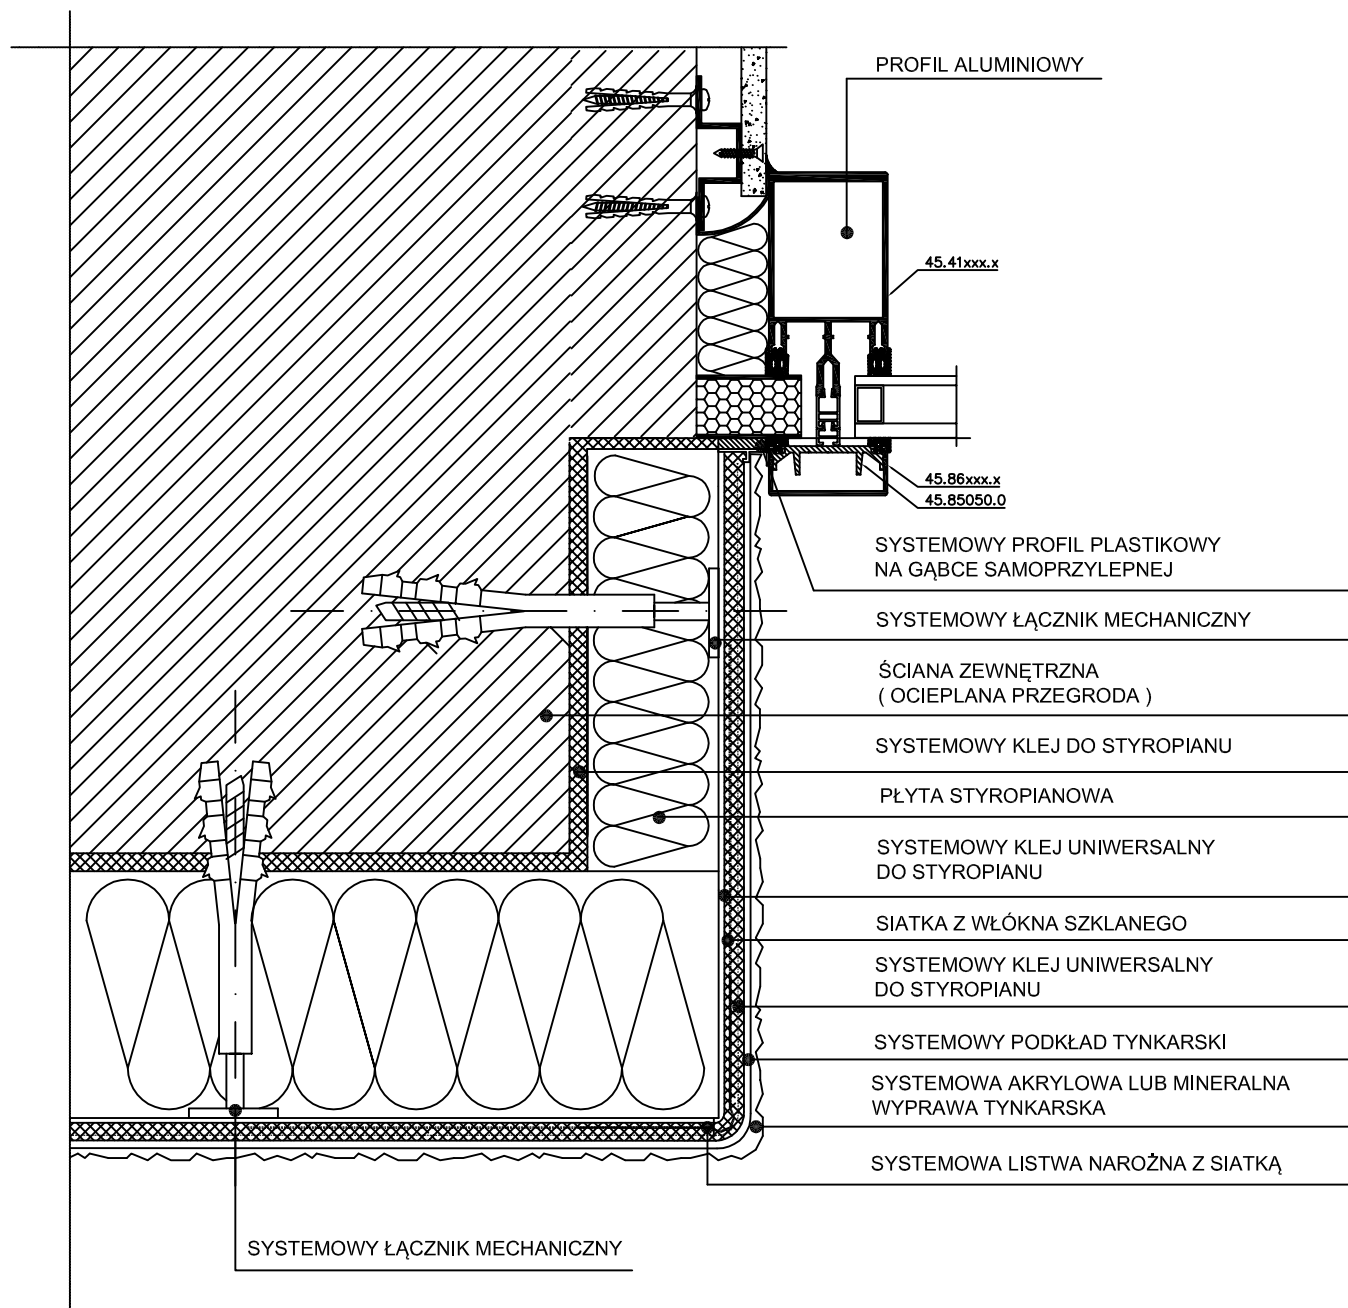 PROFIL ALUMINIOWY
45.41xxx.x
45.86xxx.x
45.85050.0
SYSTEMOWY PROFIL PLASTIKOWY
NA GĄBCE SAMOPRZYLEPNEJ
SYSTEMOWY ŁĄCZNIK MECHANICZNY
ŚCIANA ZEWNĘTRZNA
( OCIEPLANA PRZEGRODA )
SYSTEMOWY KLEJ DO STYROPIANU
PŁYTA STYROPIANOWA
SYSTEMOWY KLEJ UNIWERSALNY
DO STYROPIANU
SIATKA Z WŁÓKNA SZKLANEGO
SYSTEMOWY KLEJ UNIWERSALNY
DO STYROPIANU
SYSTEMOWY PODKŁAD TYNKARSKI
SYSTEMOWA AKRYLOWA LUB MINERALNA
WYPRAWA TYNKARSKA
SYSTEMOWA LISTWA NAROŻNA Z SIATKĄ
SYSTEMOWY ŁĄCZNIK MECHANICZNY